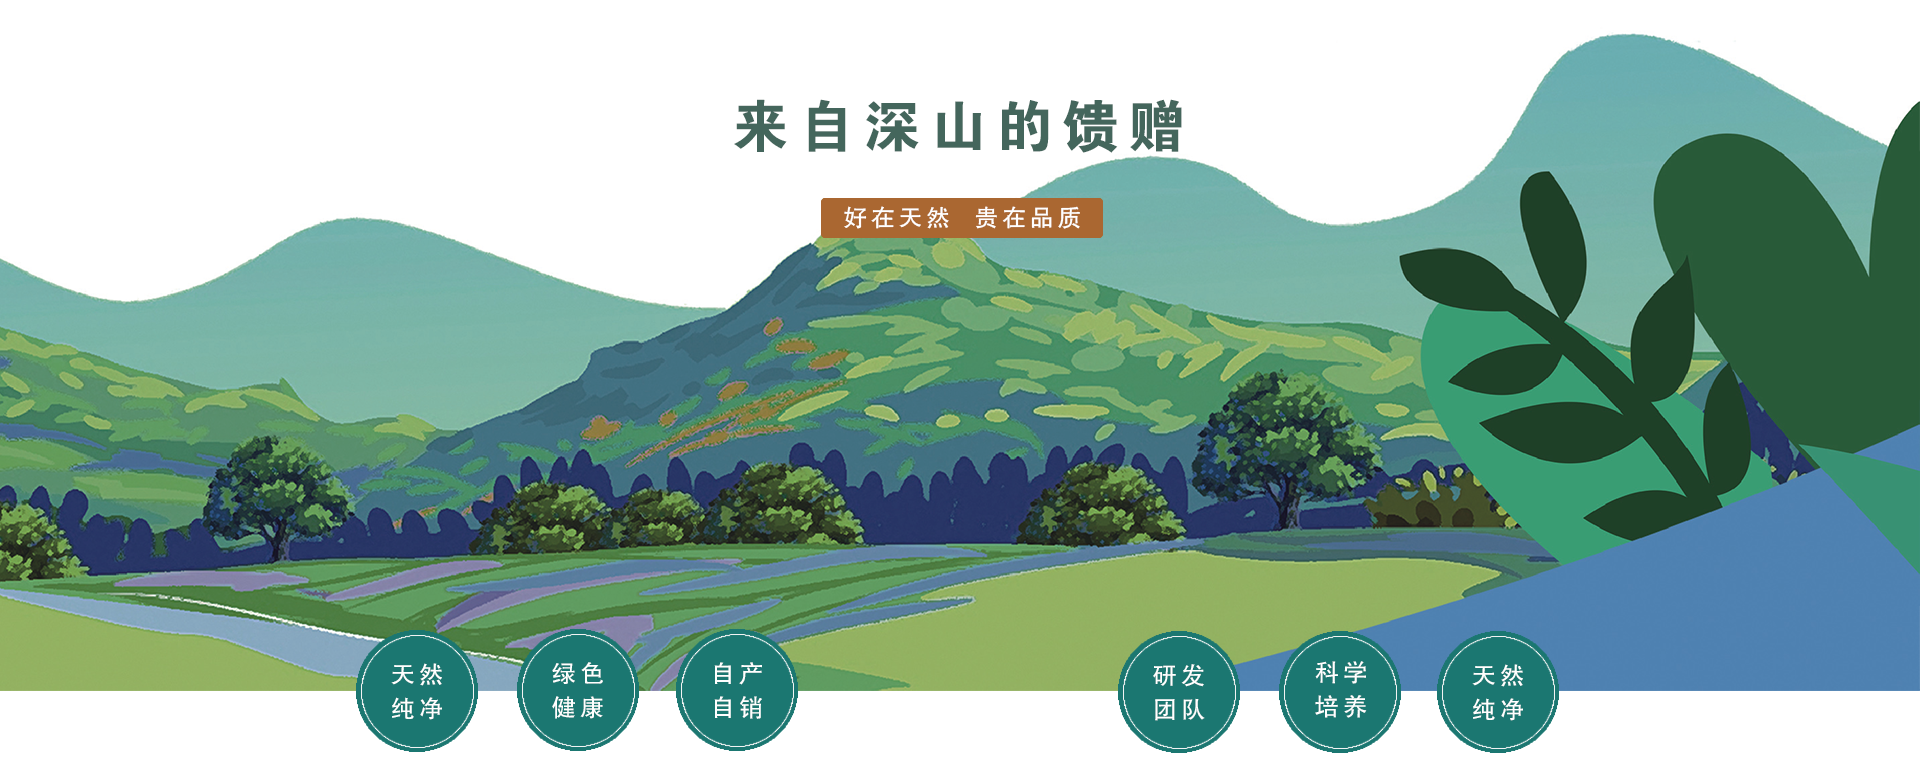 来自深山的馈赠
好在天然 贵在品质
天然
纯净
绿色
健康
自产
自销
研发
团队
科学
培养
天然
纯净